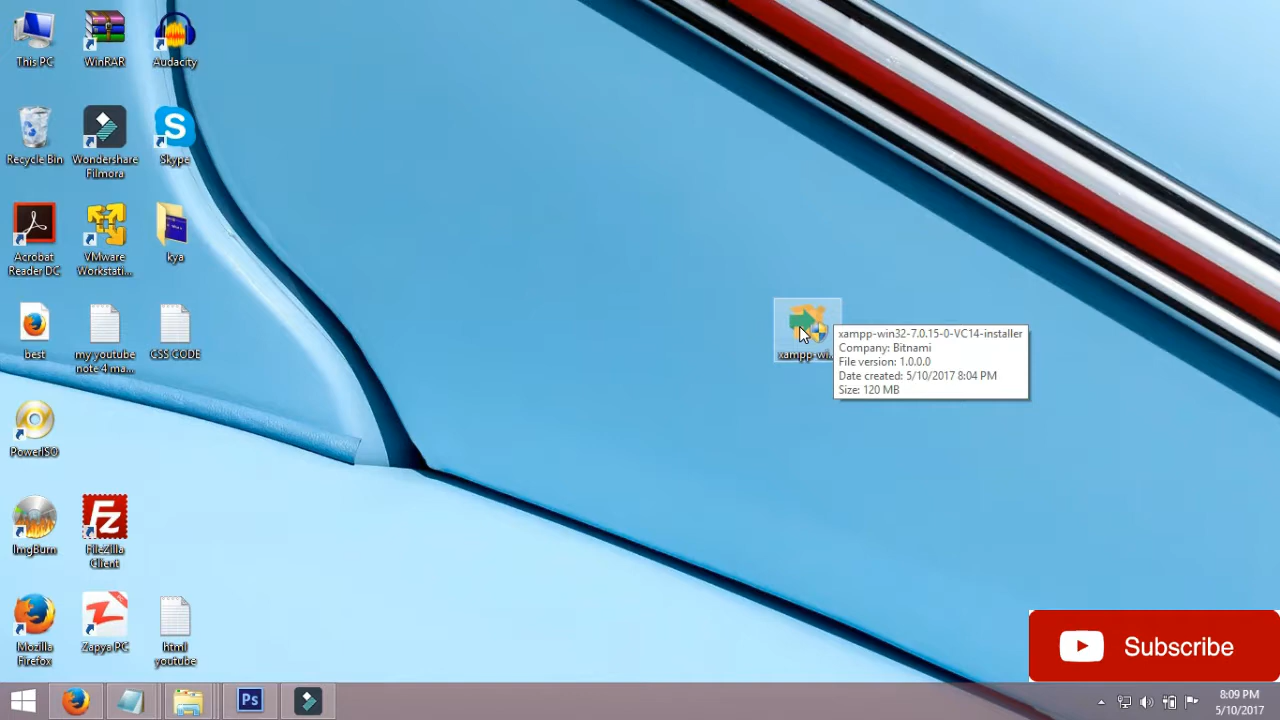 This PC
WinRAR
Audacity
Recycle Bin
Wondershare
Filmora
Skype
Acrobat
Reader DC
VMware
Workstati...
kya
best
my youtube
note 4 ma...
CSS CODE
PowerISO
ImgBurn
FileZilla
Client
Mozilla
Firefox
Zapya PC
html
youtube
xampp-wi...
xampp-win32-7.0.15-0-VC14-installer
Company: Bitnami
File version: 1.0.0.0
Date created: 5/10/2017 8:04 PM
Size: 120 MB
Subscribe
Ps
8:09 PM
5/10/2017